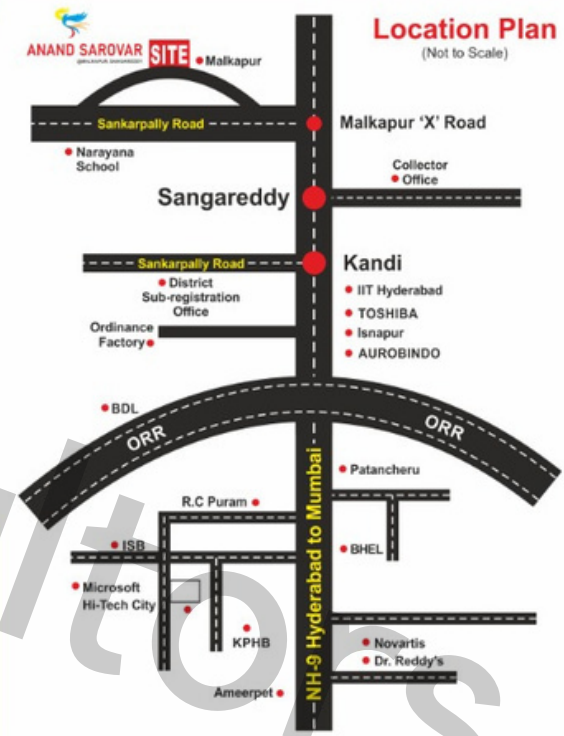 Location Plan
(Not to Scale)
ANAND SAROVAR
SITE
Malkapur
Sankarpally Road
Malkapur 'X' Road
Narayana
School
Collector
Office
Sangareddy
Sankarpally Road
Kandi
District
Sub-registration
Office
IIT Hyderabad
TOSHIBA
Isnapur
AUROBINDO
Ordinance
Factory
BDL
ORR
ORR
NH-9 Hyderabad to Mumbai
Patancheru
R.C Puram
ISB
BHEL
Microsoft
Hi-Tech City
KPHB
Novartis
Dr. Reddy's
Ameerpet
ltors